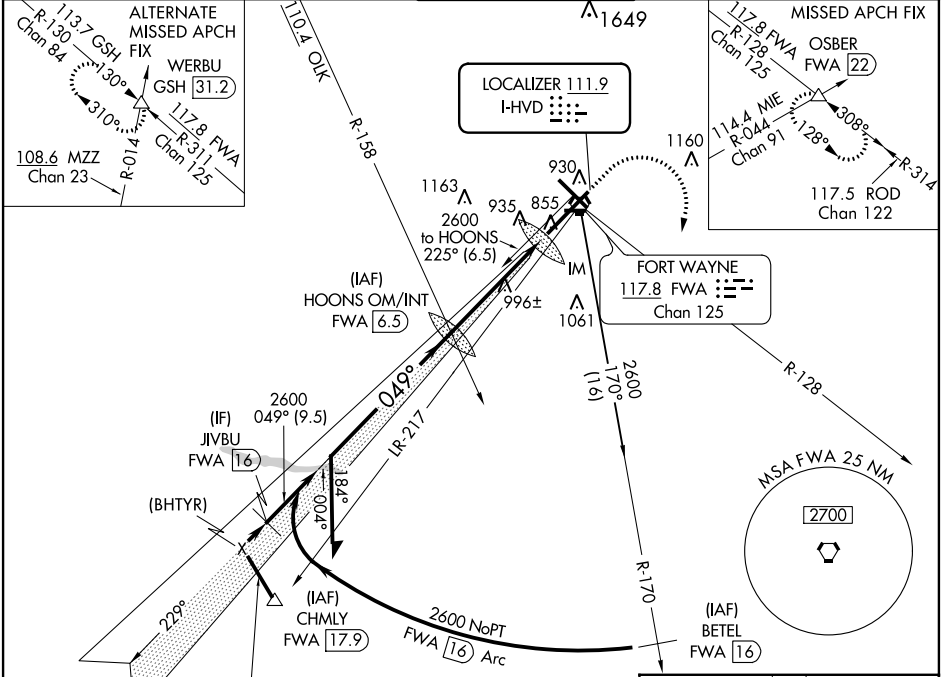 ALTERNATE
MISSED APCH
FIX
113.7 GSH
R-130
Chan 84
130°
310°
WERBU
GSH 31.2
117.8 FWA
R-311
Chan 125
R-014
108.6 MZZ
Chan 23
110.4 OLK
R-158
1649
LOCALIZER 111.9
I-HVD
MISSED APCH FIX
117.8 FWA
R-128
Chan 125
OSBER
FWA 22
114.4 MIE
R-044
Chan 91
308°
128°
R-314
117.5 ROD
Chan 122
1160
930
1163
935
855
2600
to HOONS
225° (6.5)
IM
(IAF)
HOONS OM/INT
FWA 6.5
996±
1061
FORT WAYNE
117.8 FWA
Chan 125
R-128
2600
170°
(16)
049°
2600
049° (9.5)
LR-217
(IF)
JIVBU
FWA 16
184°
004°
(BHTYR)
MSA FWA 25 NM
2700
229°
(IAF)
CHMLY
FWA 17.9
2600 NoPT
FWA 16 Arc
R-170
(IAF)
BETEL
FWA 16